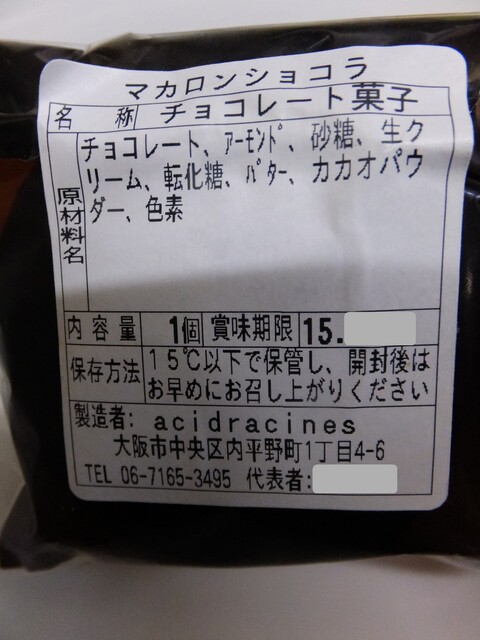 マカロンショコラ
名 称 チョコレート菓子
原材料名
チョコレート、アーモンド、砂糖、生ク
リーム、転化糖、バター、カカオパウ
ダー、色素
内容量 1個 賞味期限 15.
保存方法 15℃以下で保管し、開封後は
お早めにお召し上がりください
製造者: acidracines
大阪市中央区内平野町1丁目4-6
TEL 06-7165-3495 代表者: